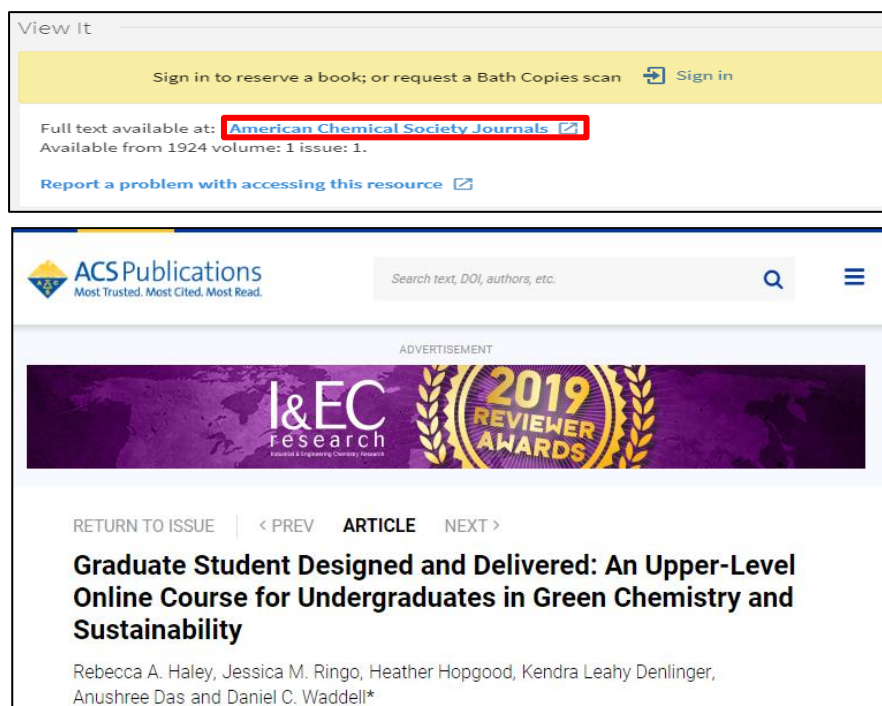 View It
Sign in to reserve a book; or request a Bath Copies scan Sign in
Full text available at: American Chemical Society Journals
Available from 1924 volume: 1 issue: 1.
Report a problem with accessing this resource
ACS Publications
Most Trusted. Most Cited. Most Read.
Search text, DOI, authors, etc.
ADVERTISEMENT
I&EC
research
Industrial & Engineering Chemistry Research
2019
REVIEWER
AWARDS
RETURN TO ISSUE < PREV ARTICLE NEXT >
Graduate Student Designed and Delivered: An Upper-Level
Online Course for Undergraduates in Green Chemistry and
Sustainability
Rebecca A. Haley, Jessica M. Ringo, Heather Hopgood, Kendra Leahy Denlinger,
Anushree Das and Daniel C. Waddell*